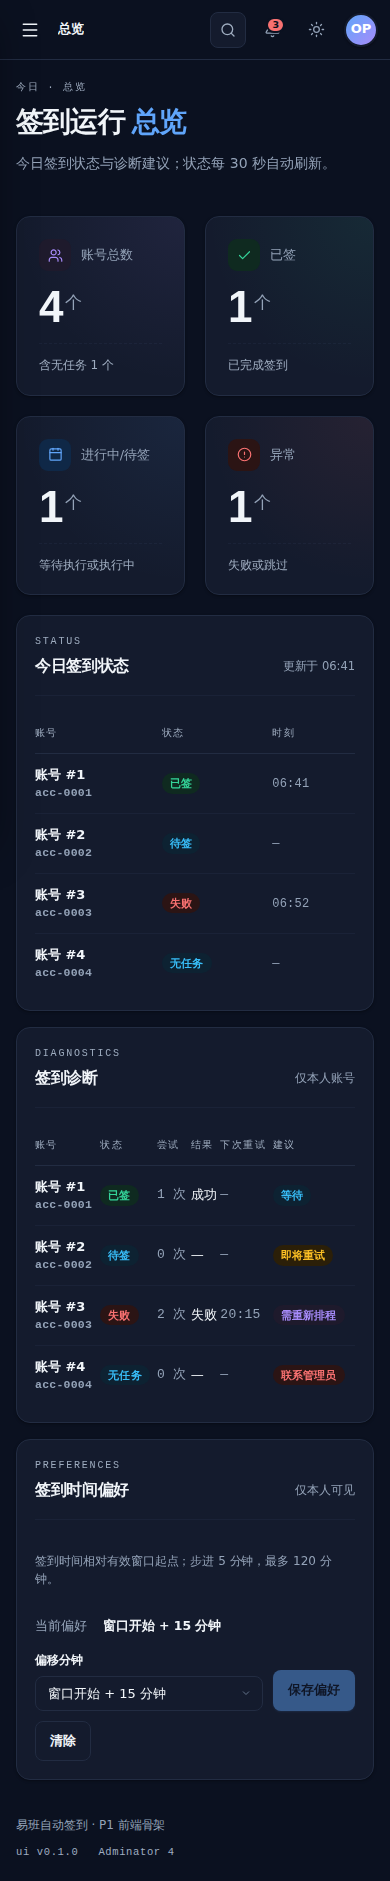 总览
3
OP
今日 · 总览
签到运行 总览
今日签到状态与诊断建议；状态每 30 秒自动刷新。
账号总数
4个
含无任务 1 个
已签
1个
已完成签到
进行中/待签
1个
等待执行或执行中
异常
1个
失败或跳过
STATUS
今日签到状态 更新于 06:41
账号 状态 时刻
账号 #1
acc-0001 已签 06:41
账号 #2
acc-0002 待签 —
账号 #3
acc-0003 失败 06:52
账号 #4
acc-0004 无任务 —
DIAGNOSTICS
签到诊断 仅本人账号
账号 状态 尝试 结果 下次重试 建议
账号 #1
acc-0001 已签 1 次 成功 — 等待
账号 #2
acc-0002 待签 0 次 — — 即将重试
账号 #3
acc-0003 失败 2 次 失败 20:15 需重新排程
账号 #4
acc-0004 无任务 0 次 — — 联系管理员
PREFERENCES
签到时间偏好 仅本人可见
签到时间相对有效窗口起点；步进 5 分钟，最多 120 分
钟。
当前偏好 窗口开始 + 15 分钟
偏移分钟
窗口开始 + 15 分钟 保存偏好
清除
易班自动签到 · P1 前端骨架
ui v0.1.0 Adminator 4